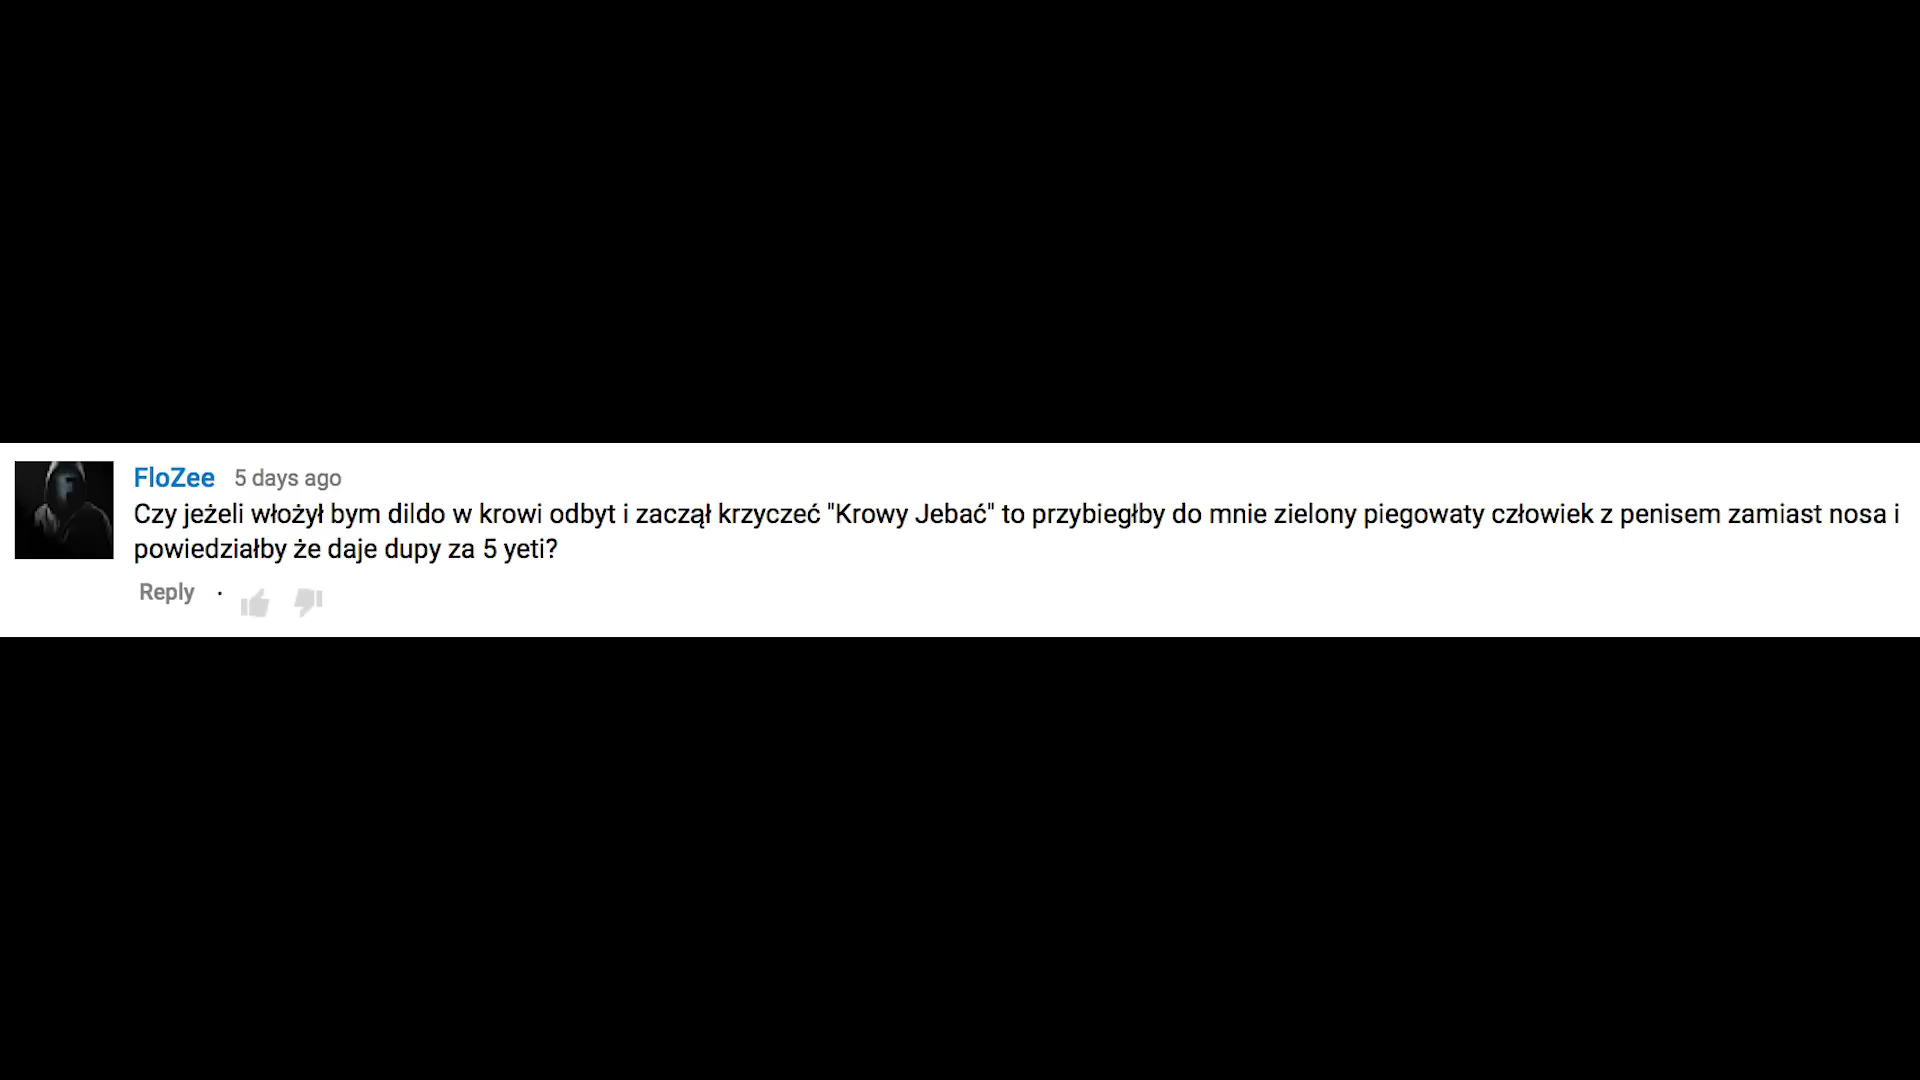 FloZee 5 days ago
Czy jeżeli włożył bym dildo w krowi odbyt i zaczął krzyczeć "Krowy Jebać" to przybiegłby do mnie zielony piegowaty człowiek z penisem zamiast nosa i
powiedziałby że daje dupy za 5 yeti?
Reply ·